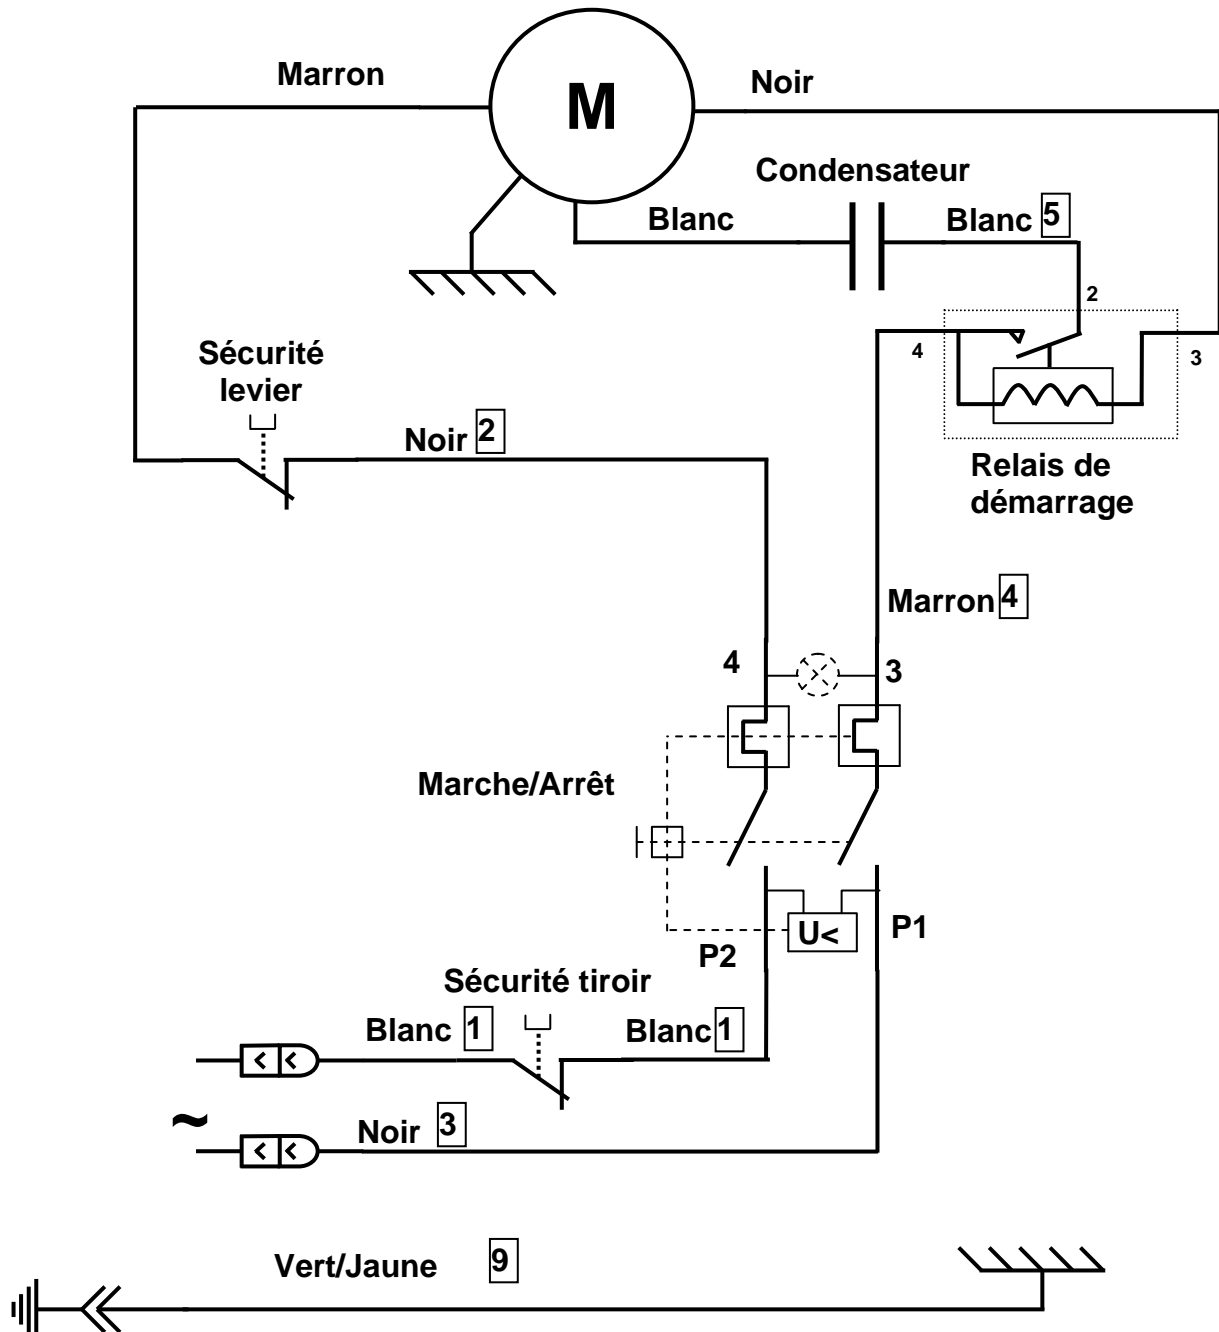 Marron
M
Noir
Condensateur
Blanc
Blanc 5
2
4
3
Sécurité
levier
Noir 2
Relais de
démarrage
Marron 4
4
3
Marche/Arrêt
U<
P1
P2
Sécurité tiroir
Blanc 1
Blanc 1
~
Noir 3
Vert/Jaune 9